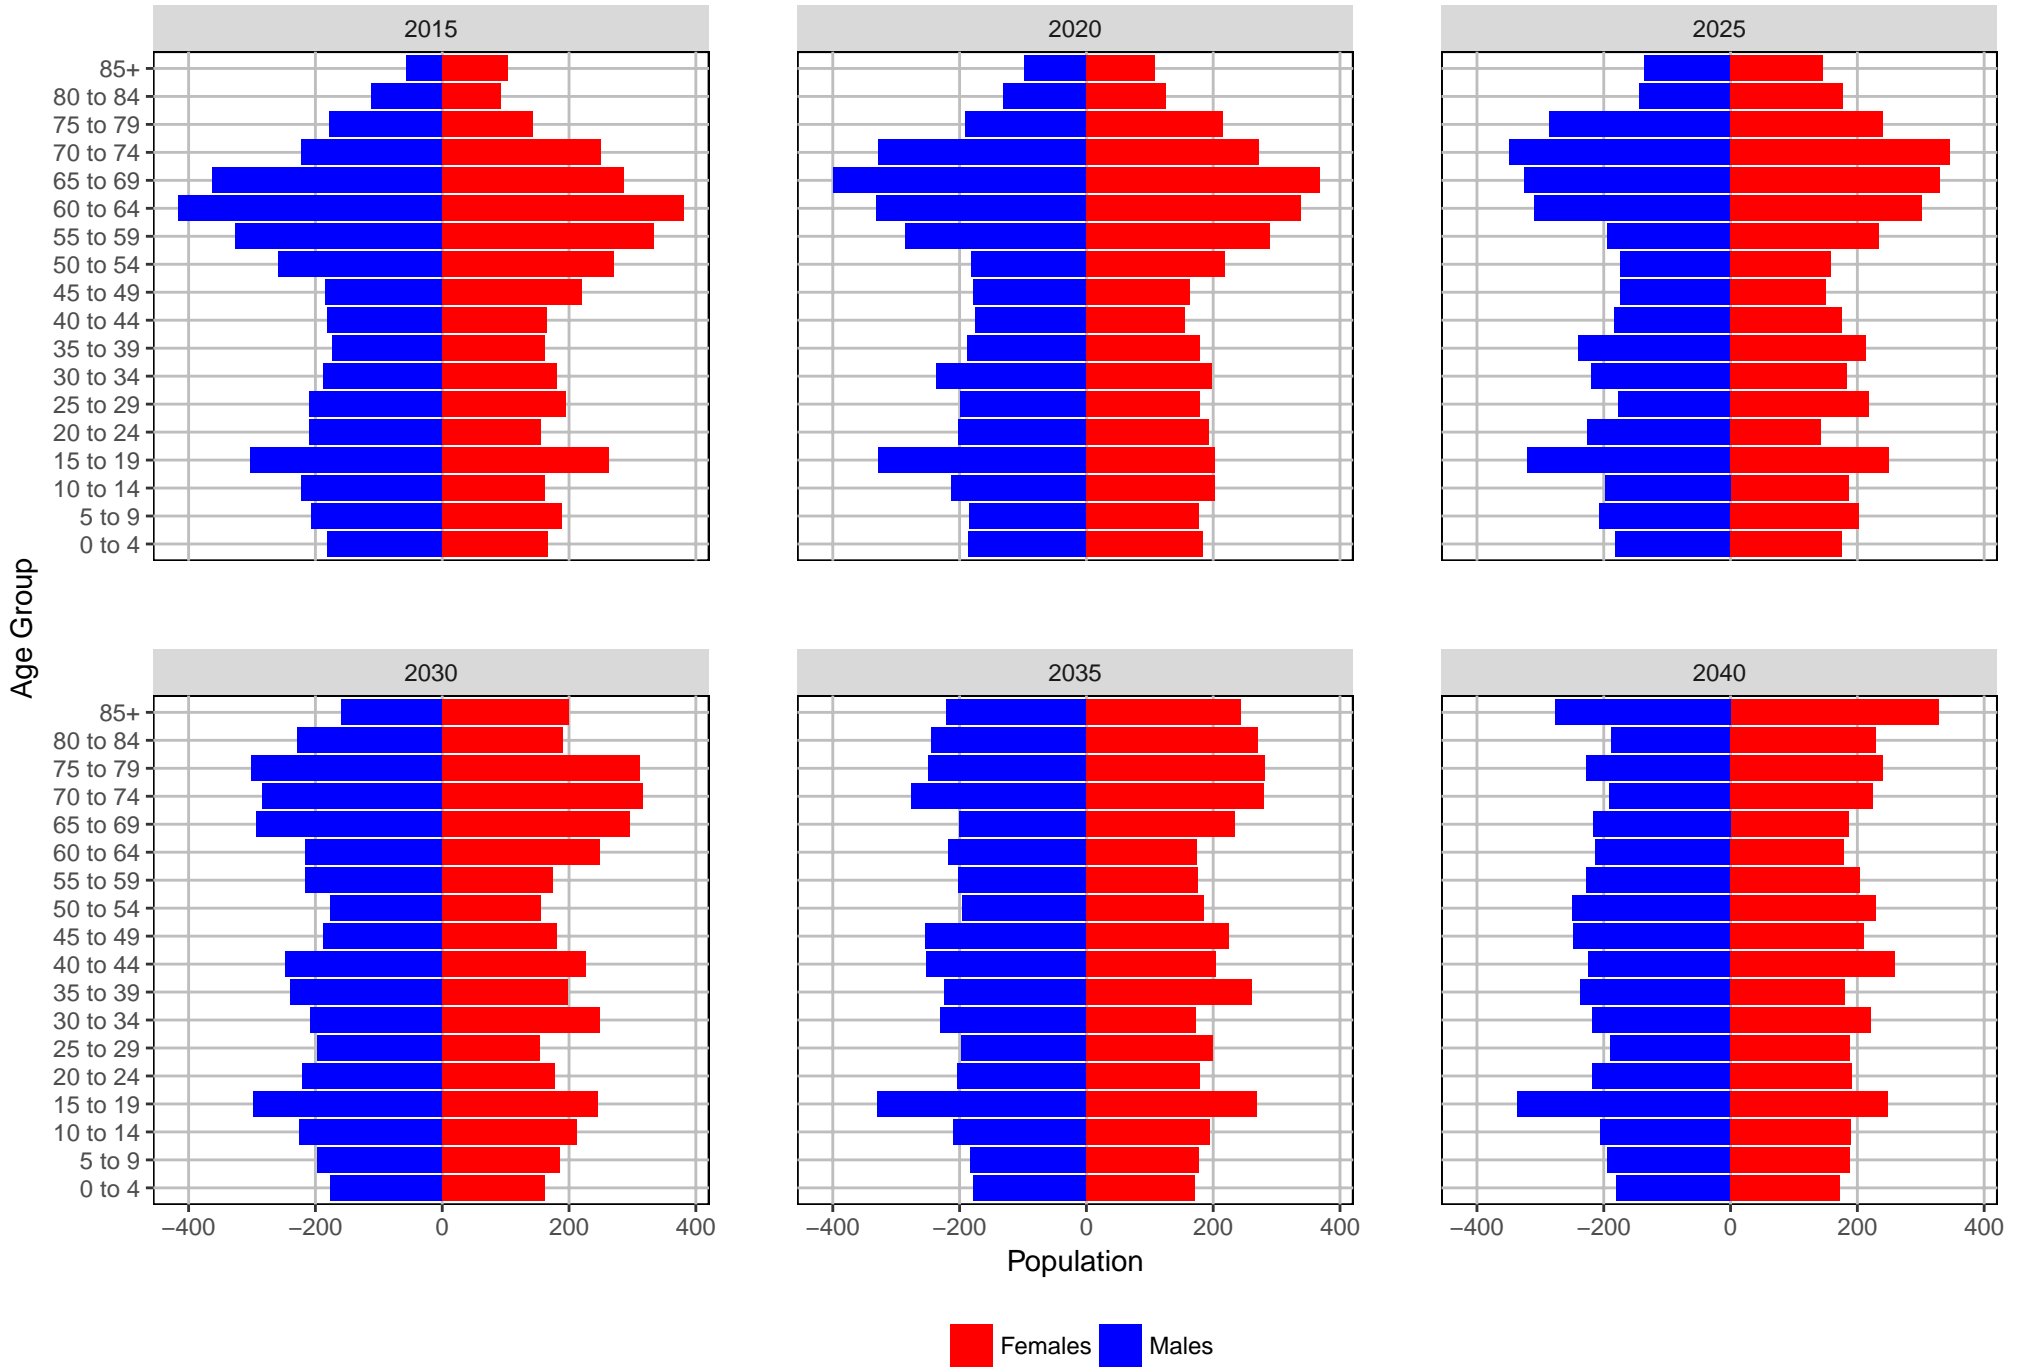 2015 2020 2025
85+
80 to 84
75 to 79
70 to 74
65 to 69
60 to 64
55 to 59
50 to 54
45 to 49
40 to 44
35 to 39
30 to 34
25 to 29
20 to 24
15 to 19
10 to 14
5 to 9
0 to 4
Age Group
2030 2035 2040
85+
80 to 84
75 to 79
70 to 74
65 to 69
60 to 64
55 to 59
50 to 54
45 to 49
40 to 44
35 to 39
30 to 34
25 to 29
20 to 24
15 to 19
10 to 14
5 to 9
0 to 4
−400 −200 0 200 400 −400 −200 0 200 400 −400 −200 0 200 400
Population
Females Males